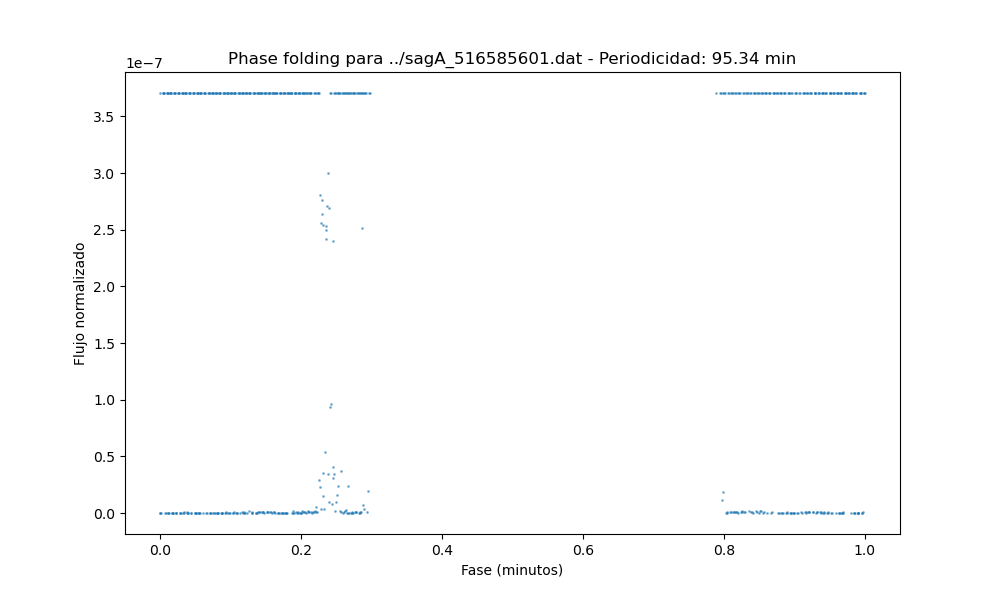 Phase folding para ../sagA_516585601.dat - Periodicidad: 95.34 min
1e−7
3.5
3.0
2.5
2.0
1.5
1.0
0.5
0.0
Flujo normalizado
0.0 0.2 0.4 0.6 0.8 1.0
Fase (minutos)